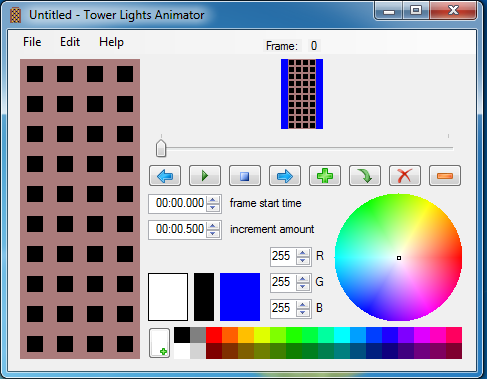 Untitled - Tower Lights Animator
File Edit Help
Frame: 0
00:00.000 frame start time
00:00.500 increment amount
255 R
255 G
255 B